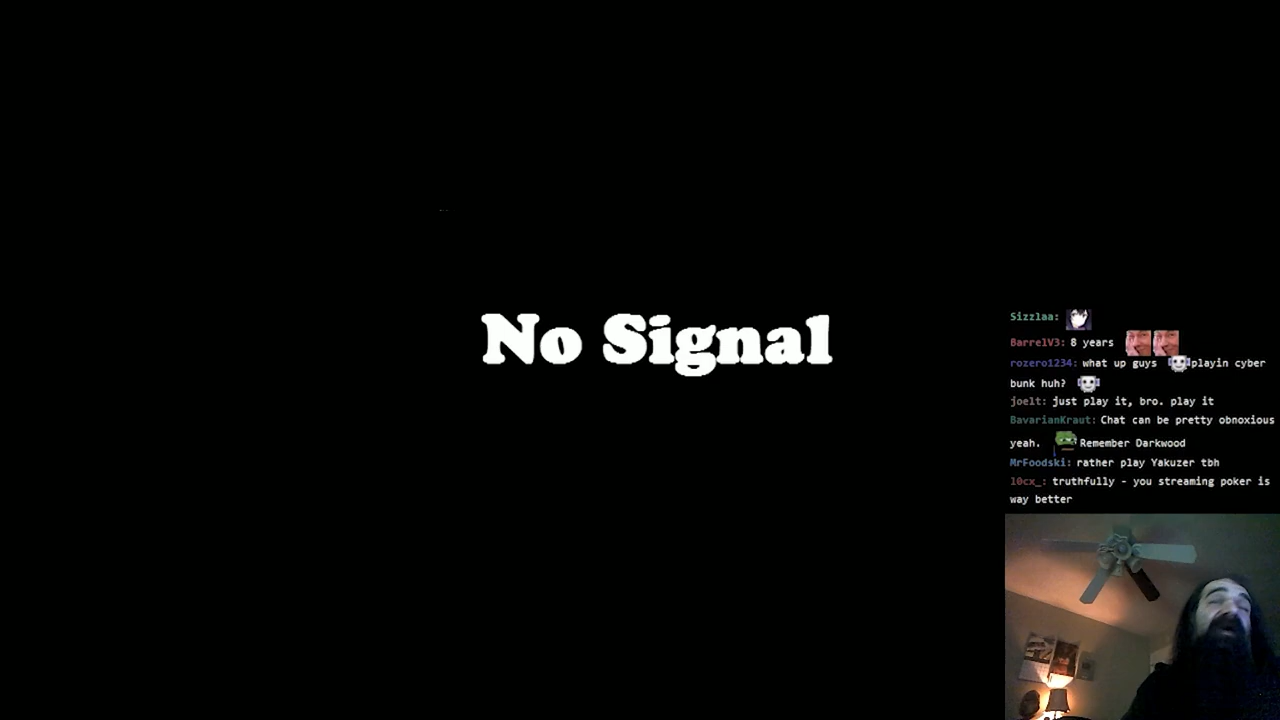 No Signal
Sizzlaa:
BarrelV3: 8 years
rozero1234: what up guys playin cyber
bunk huh?
joelt: just play it, bro. play it
BavarianKraut: Chat can be pretty obnoxious
yeah. Remember Darkwood
MrFoodski: rather play Yakuzer tbh
l0cx_: truthfully - you streaming poker is
way better